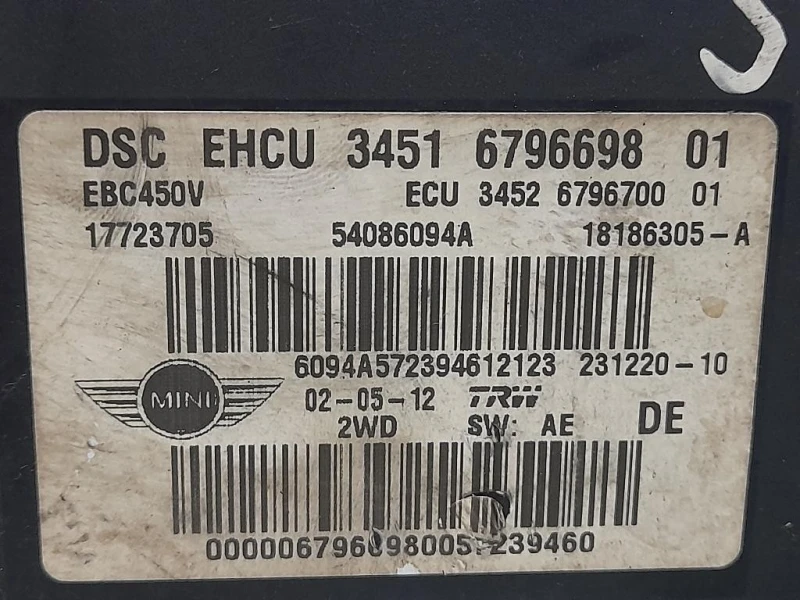 DSC EHCU 3451 6796698 01
EBC450V ECU 3452 6796700 01
17723705 54086094A 18186305-A
6094A572394612123 231220-10
MINI 02-05-12 TRW
2WD SW: AE DE